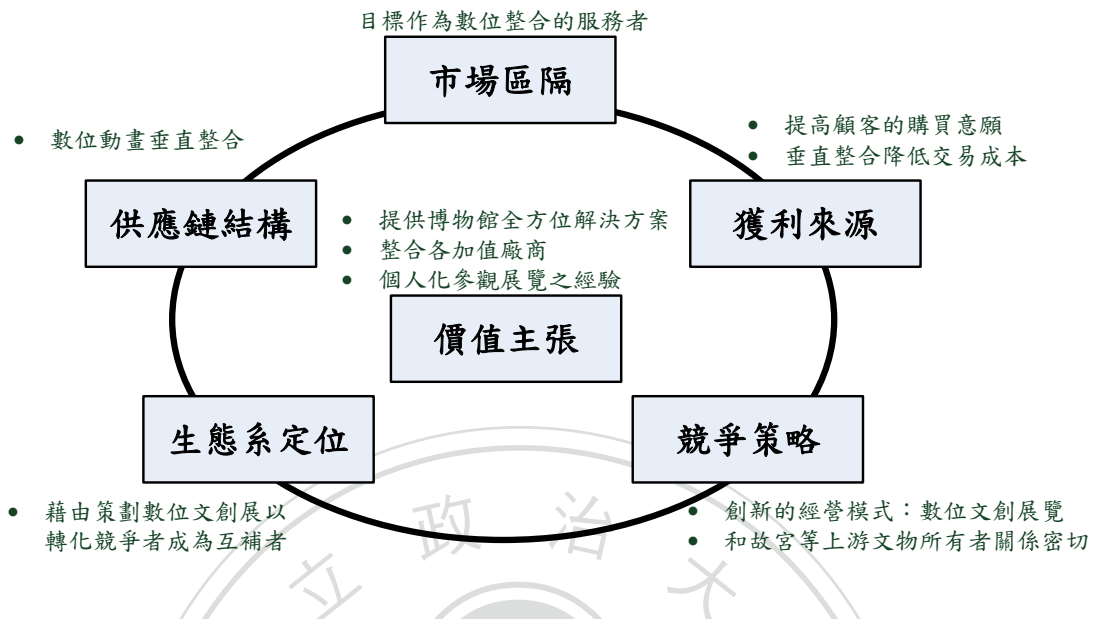 目標作為數位整合的服務者
市場區隔
• 數位動畫垂直整合
• 提高顧客的購買意願
• 垂直整合降低交易成本
供應鏈結構
• 提供博物館全方位解決方案
• 整合各加值廠商
• 個人化參觀展覽之經驗
獲利來源
價值主張
生態系定位
競爭策略
• 藉由策劃數位文創展以
轉化競爭者成為互補者
• 創新的經營模式：數位文創展覽
• 和故宮等上游文物所有者關係密切
立政治大